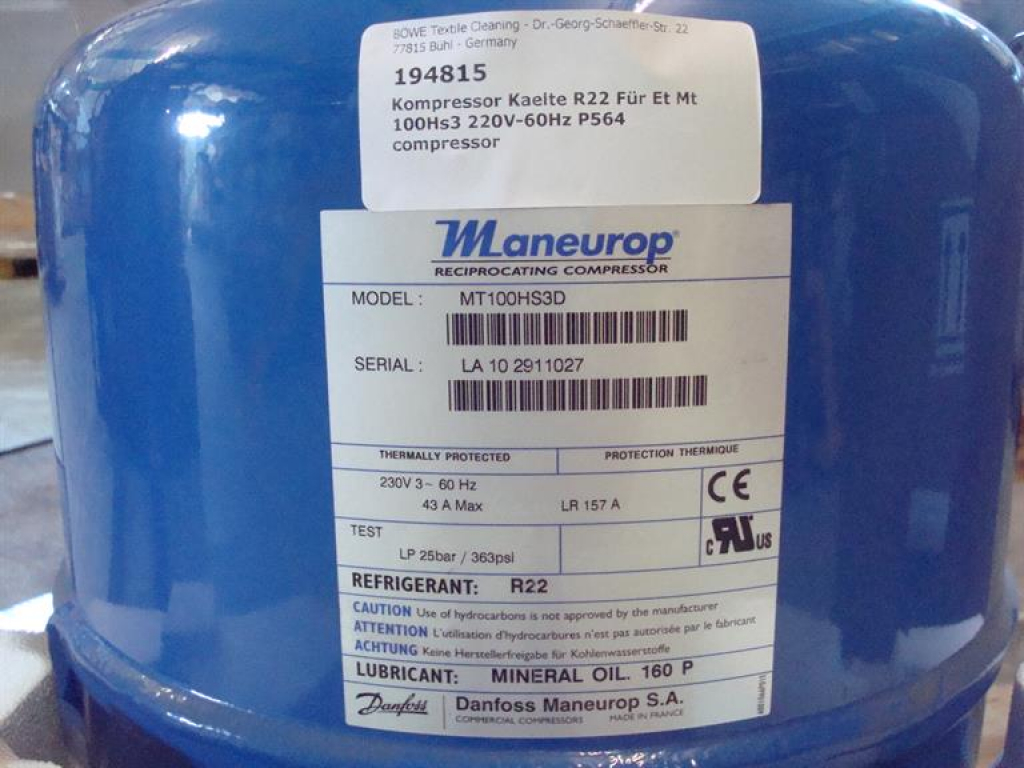 BÖWE Textile Cleaning - Dr.-Georg-Schaeffler-Str. 22
77815 Bühl - Germany
194815
Kompressor Kaelte R22 Für Et Mt
100Hs3 220V-60Hz P564
compressor
Maneurop®
RECIPROCATING COMPRESSOR
MODEL : MT100HS3D
SERIAL : LA 10 2911027
THERMALLY PROTECTED PROTECTION THERMIQUE
230V 3~ 60 Hz
43 A Max LR 157 A
CE
TEST
LP 25bar / 363psi
c RU US
REFRIGERANT: R22
CAUTION Use of hydrocarbons is not approved by the manufacturer
ATTENTION L'utilisation d'hydrocarbures n'est pas autorisée par le fabricant
ACHTUNG Keine Herstellerfreigabe für Kohlenwasserstoffe
LUBRICANT: MINERAL OIL. 160 P
Danfoss Danfoss Maneurop S.A.
COMMERCIAL COMPRESSORS MADE IN FRANCE